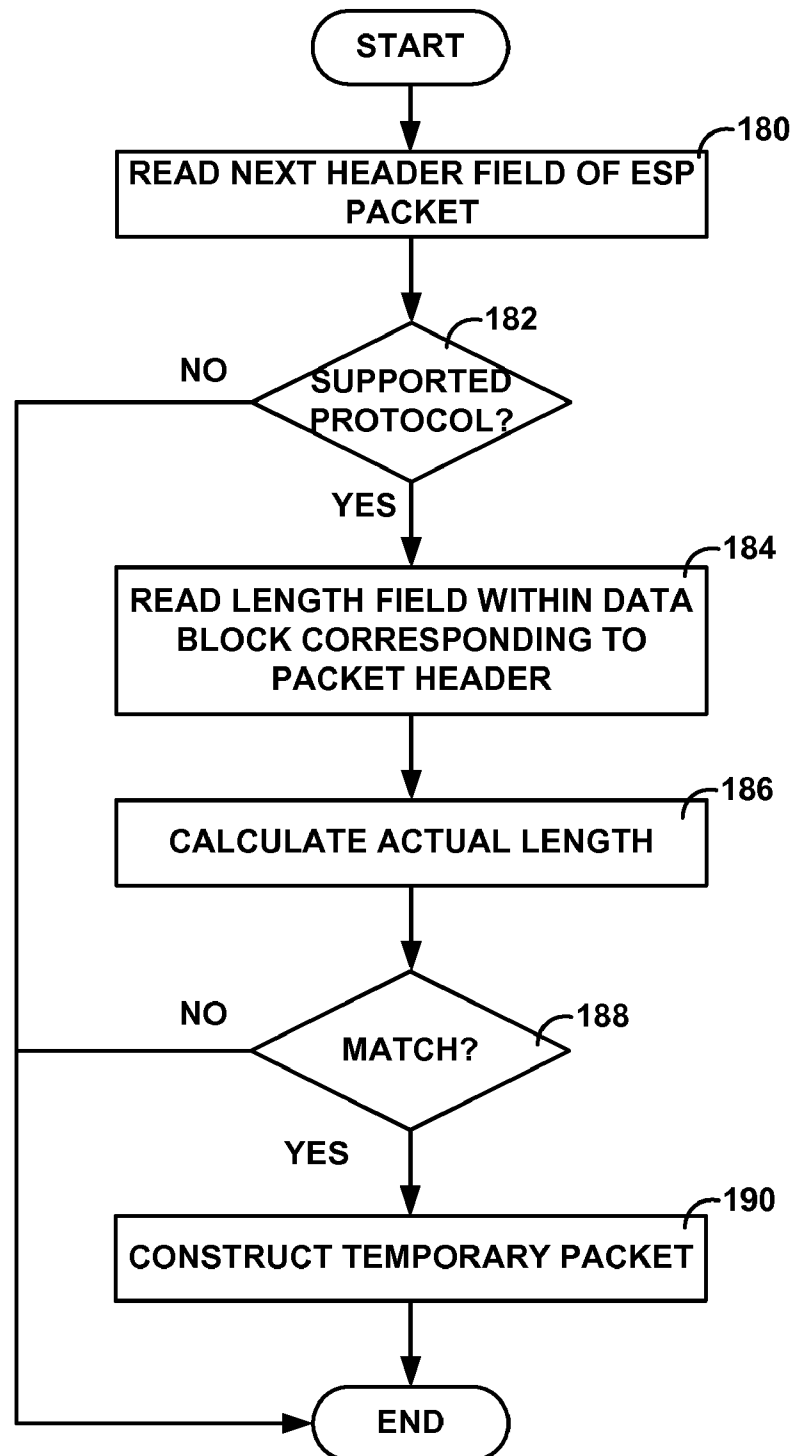 START
180
READ NEXT HEADER FIELD OF ESP
PACKET
182
NO
SUPPORTED
PROTOCOL?
YES
184
READ LENGTH FIELD WITHIN DATA
BLOCK CORRESPONDING TO
PACKET HEADER
186
CALCULATE ACTUAL LENGTH
NO
188
MATCH?
YES
190
CONSTRUCT TEMPORARY PACKET
END